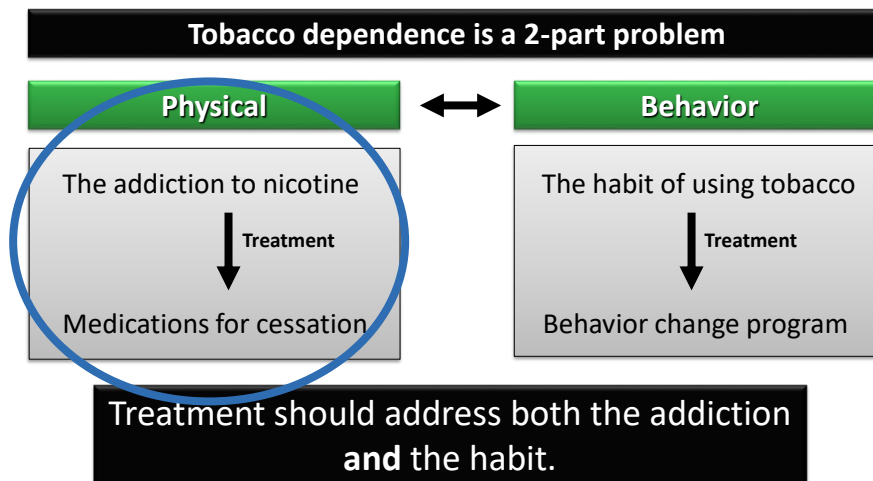 Tobacco dependence is a 2-part problem
Physical
Behavior
The addiction to nicotine
Treatment
Medications for cessation
The habit of using tobacco
Treatment
Behavior change program
Treatment should address both the addiction
and the habit.